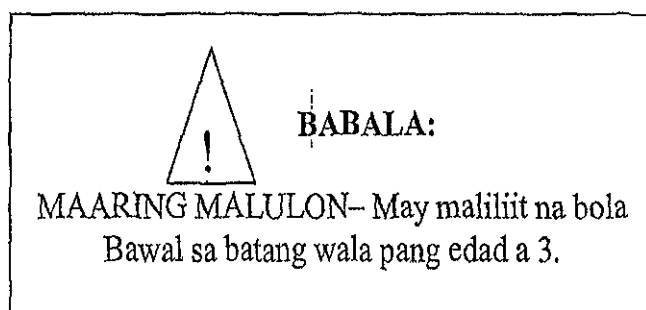 !
BABALA:
MAARING MALULON– May maliliit na bola
Bawal sa batang wala pang edad a 3.